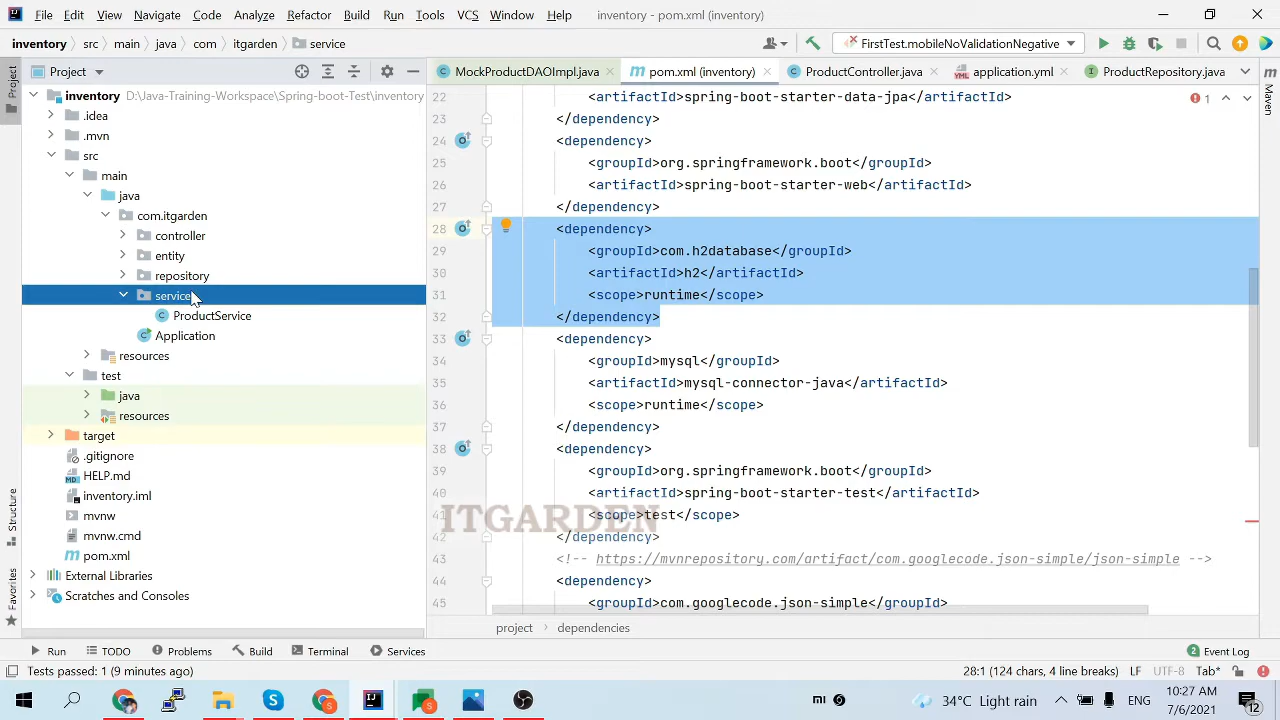 File Edit View Navigate Code Analyze Refactor Build Run Tools VCS Window Help inventory - pom.xml (inventory)
inventory src main java com itgarden service FirstTest.mobileNoValidationNegative
Project MockProductDAOImpl.java pom.xml (inventory) ProductController.java application.yml ProductRepository.java
Project
inventory D:\Java-Training-Workspace\Spring-boot-Test\inventory
.idea
.mvn
src
main
java
com.itgarden
controller
entity
repository
service
ProductService
Application
resources
test
java
resources
target
.gitignore
HELP.md
inventory.iml
mvnw
mvnw.cmd
pom.xml
External Libraries
Scratches and Consoles
Structure
Favorites
22 <artifactId>spring-boot-starter-data-jpa</artifactId> 1
23 </dependency>
24 <dependency>
25 <groupId>org.springframework.boot</groupId>
26 <artifactId>spring-boot-starter-web</artifactId>
27 </dependency>
28 <dependency>
29 <groupId>com.h2database</groupId>
30 <artifactId>h2</artifactId>
31 <scope>runtime</scope>
32 </dependency>
33 <dependency>
34 <groupId>mysql</groupId>
35 <artifactId>mysql-connector-java</artifactId>
36 <scope>runtime</scope>
37 </dependency>
38 <dependency>
39 <groupId>org.springframework.boot</groupId>
40 <artifactId>spring-boot-starter-test</artifactId>
41 <scope>test</scope>
ITGARDEN
42 </dependency>
43 <!-- https://mvnrepository.com/artifact/com.googlecode.json-simple/json-simple -->
44 <dependency>
45 <groupId>com.googlecode.json-simple</groupId>
Maven
project dependencies
Run TODO Problems Build Terminal Services 2 Event Log
Tests passed: 1 (9 minutes ago) 28:1 (124 chars, 4 line breaks) LF UTF-8 Tab*
34°C Light rain ENG 10:27 AM
7/6/2021 12